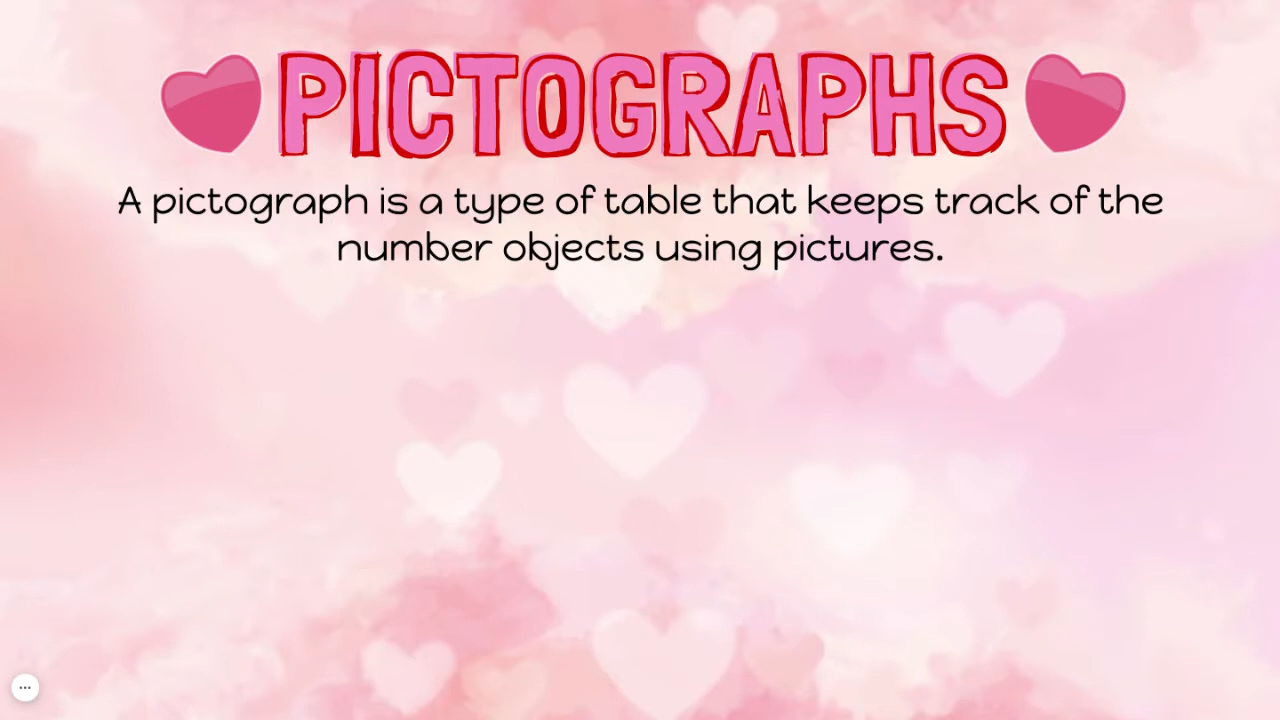 PICTOGRAPHS
A pictograph is a type of table that keeps track of the
number objects using pictures.